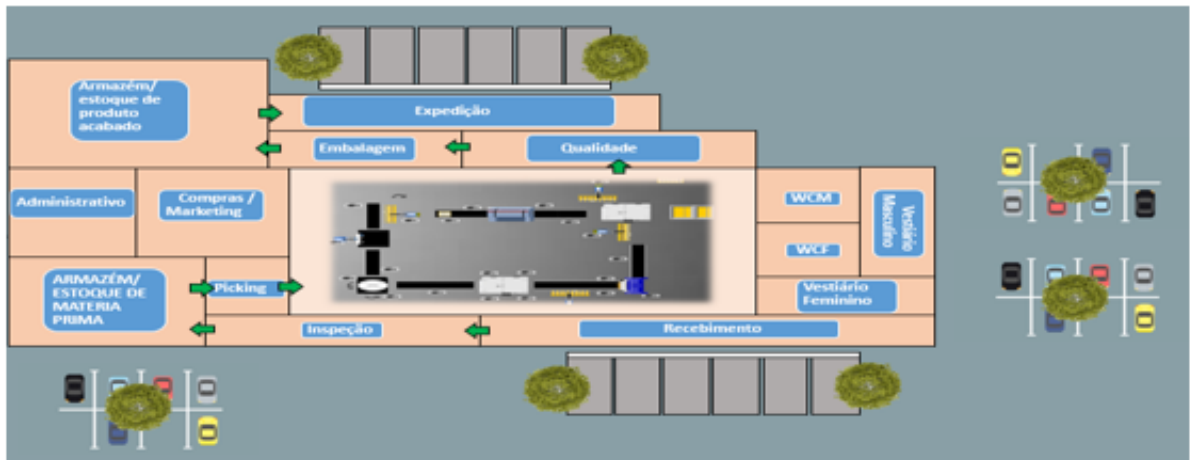 Armazém/
estoque de
produto
acabado
Expedição
Embalagem
Qualidade
Administrativo
Compras /
Marketing
WCM
Vestiário
Masculino
WCF
ARMAZÉM/
ESTOQUE DE
MATERIA
PRIMA
Picking
Vestiário
Feminino
Inspeção
Recebimento